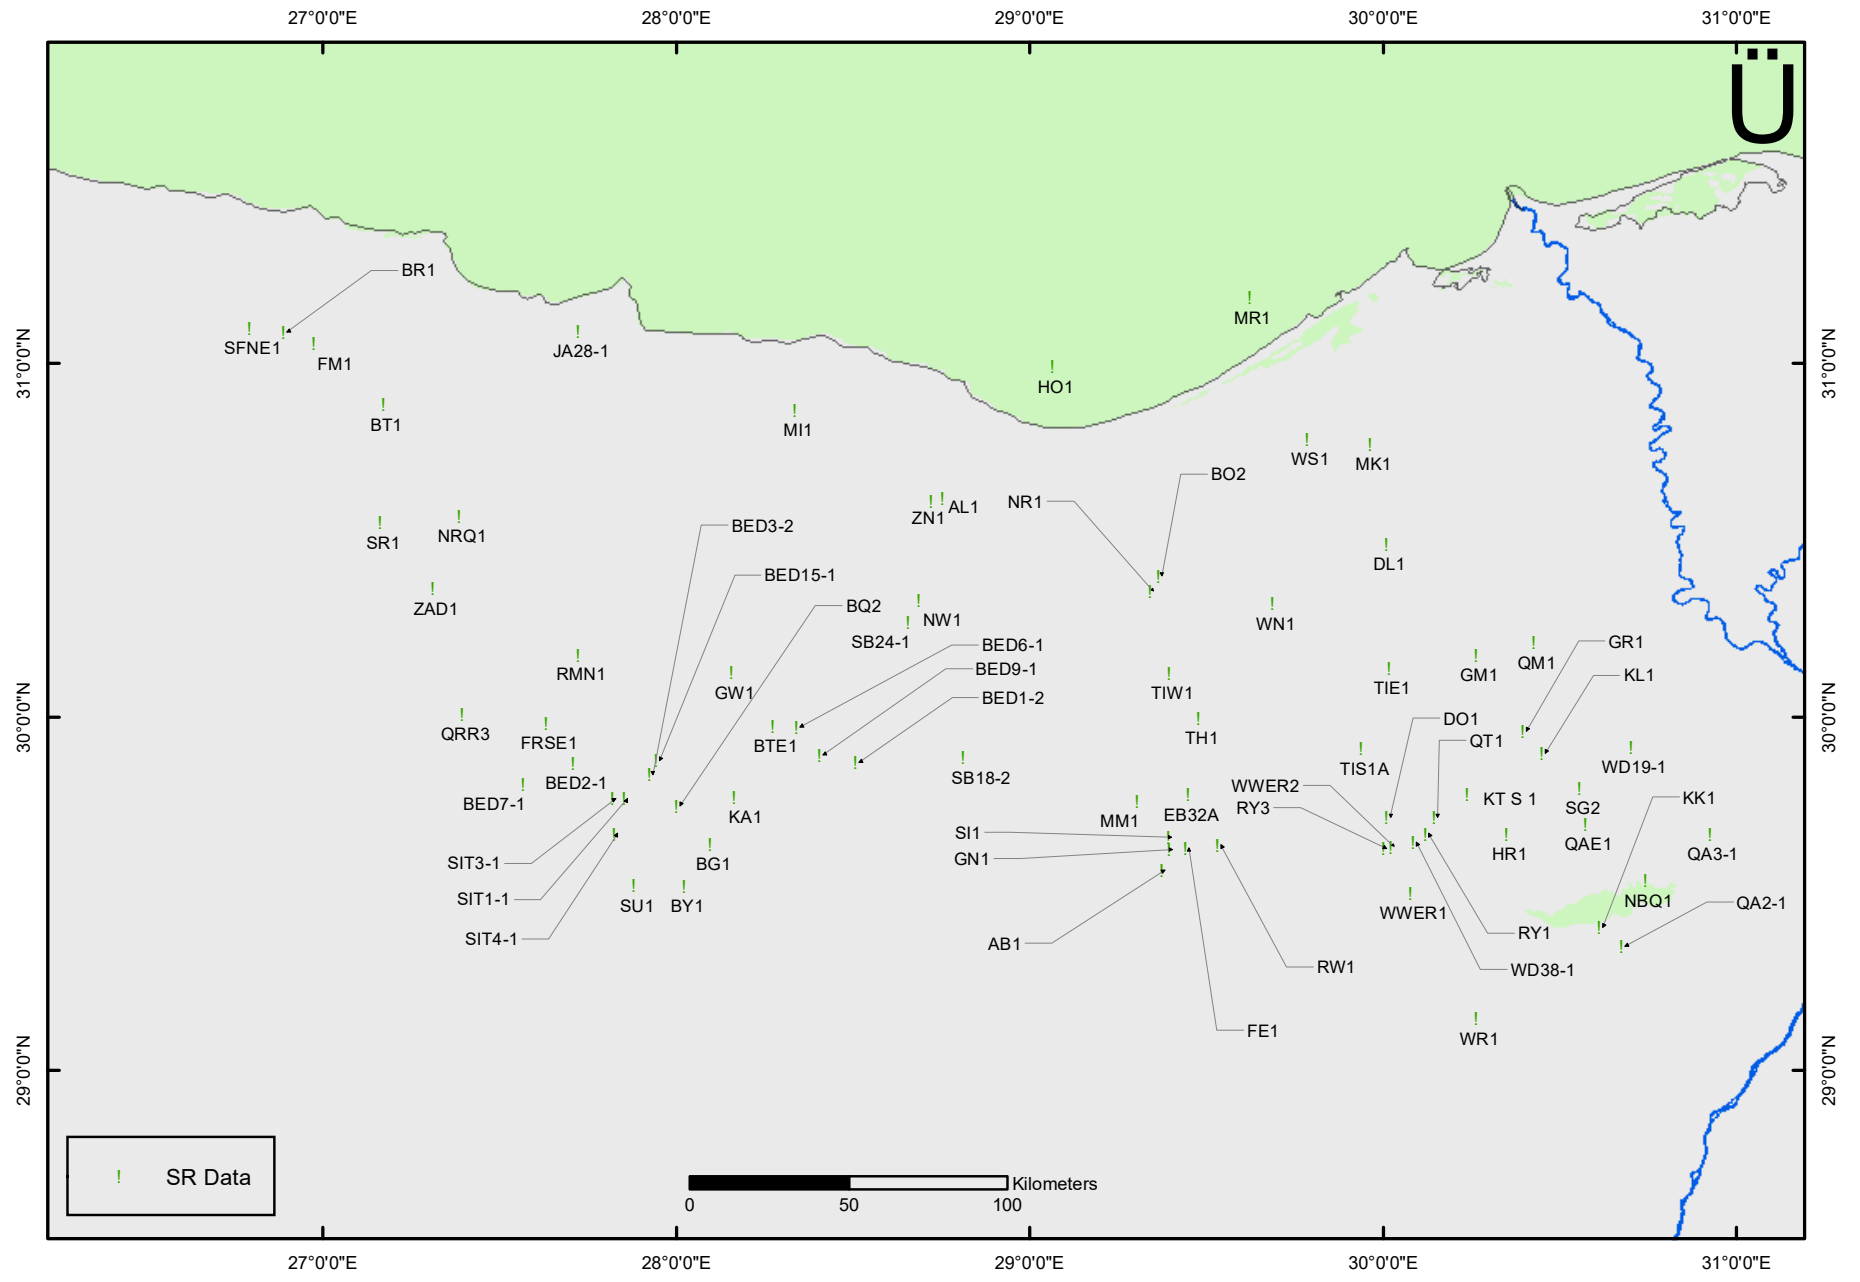 27°0'0"E
28°0'0"E
29°0'0"E
30°0'0"E
31°0'0"E
Ü
BR1
SFNE1
FM1
JA28-1
MR1
31°0'0"N
31°0'0"N
HO1
BT1
MI1
WS1
MK1
BO2
NR1
ZN1
AL1
BED3-2
SR1
NRQ1
DL1
BED15-1
ZAD1
BQ2
NW1
WN1
SB24-1
BED6-1
GR1
RMN1
BED9-1
QM1
GM1
KL1
GW1
TIW1
TIE1
BED1-2
30°0'0"N
30°0'0"N
DO1
QRR3
FRSE1
BTE1
TH1
QT1
TIS1A
WD19-1
BED2-1
SB18-2
WWER2
BED7-1
KT S 1
KK1
KA1
MM1
EB32A
RY3
SG2
SI1
QAE1
GN1
HR1
QA3-1
SIT3-1
BG1
SIT1-1
SU1
BY1
WWER1
NBQ1
QA2-1
SIT4-1
AB1
RY1
RW1
WD38-1
FE1
WR1
29°0'0"N
29°0'0"N
SR Data
Kilometers
0
50
100
27°0'0"E
28°0'0"E
29°0'0"E
30°0'0"E
31°0'0"E